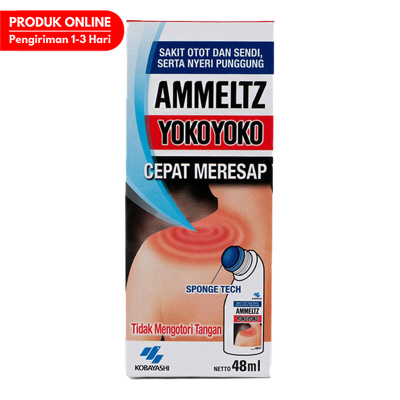 PRODUK ONLINE
Pengiriman 1-3 Hari
SAKIT OTOT DAN SENDI,
SERTA NYERI PUNGGUNG
AMMELTZ
YOKOYOKO
CEPAT MERESAP
SPONGE TECH
AMMELTZ
YOKOYOKO
Tidak Mengotori Tangan
KOBAYASHI
NETTO 48ml